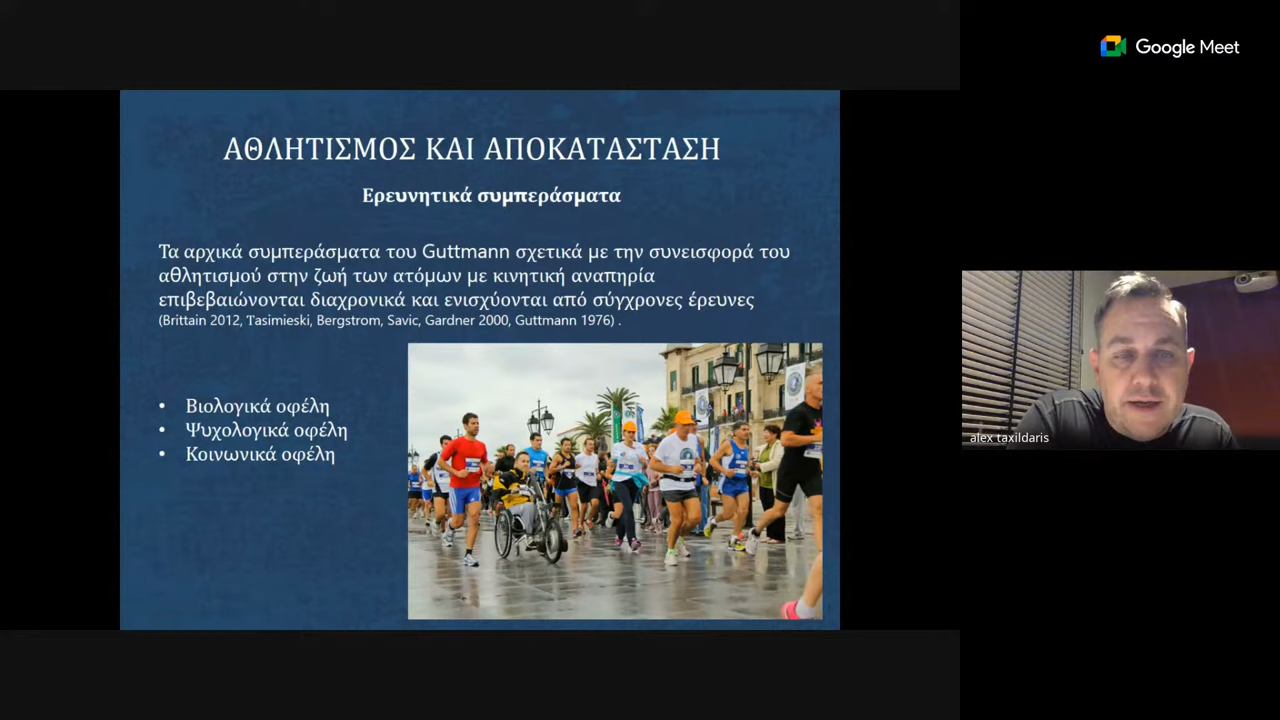 Google Meet
ΑΘΛΗΤΙΣΜΟΣ ΚΑΙ ΑΠΟΚΑΤΑΣΤΑΣΗ
Ερευνητικά συμπεράσματα
Τα αρχικά συμπεράσματα του Guttmann σχετικά με την συνεισφορά του
αθλητισμού στην ζωή των ατόμων με κινητική αναπηρία
επιβεβαιώνονται διαχρονικά και ενισχύονται από σύγχρονες έρευνες
(Brittain 2012, Tasimieski, Bergstrom, Savic, Gardner 2000, Guttmann 1976) .
• Βιολογικά οφέλη
• Ψυχολογικά οφέλη
• Κοινωνικά οφέλη
alex taxildaris